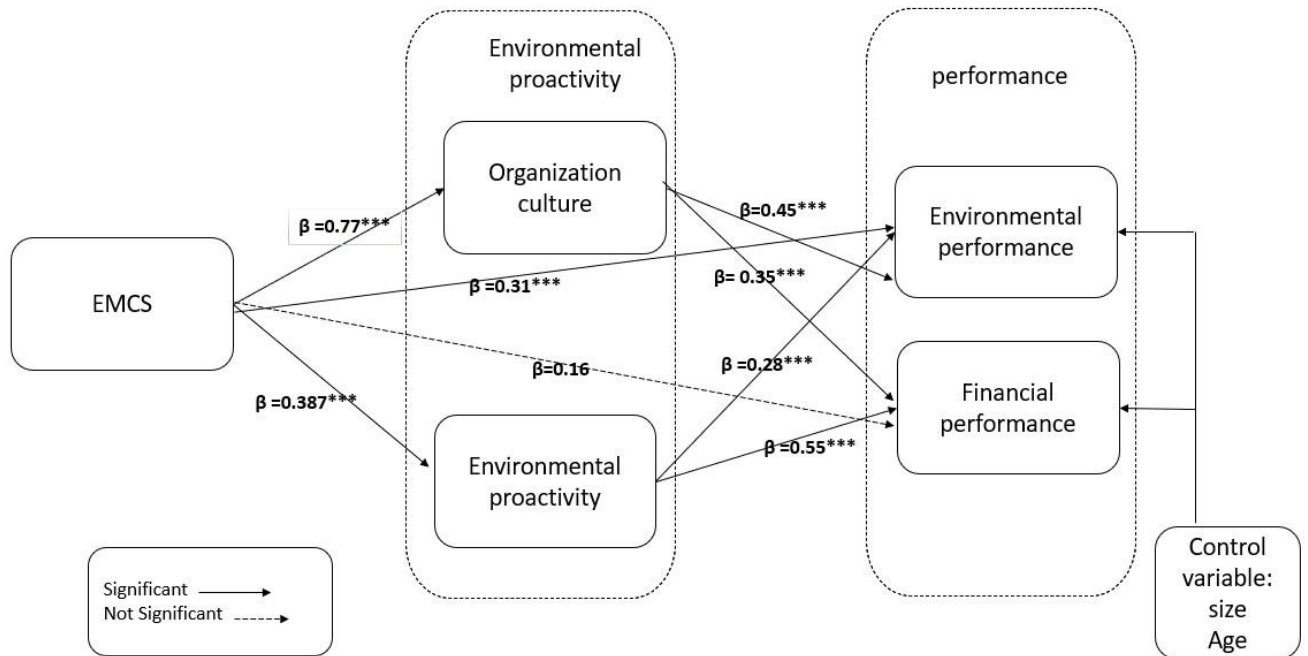 Environmental
proactivity
performance
Organization
culture
β =0.77***
β=0.45***
Environmental
performance
EMCS
β =0.31***
β= 0.35***
β=0.16
β =0.28***
β =0.387***
Financial
performance
β =0.55***
Environmental
proactivity
Significant
Not Significant
Control
variable:
size
Age